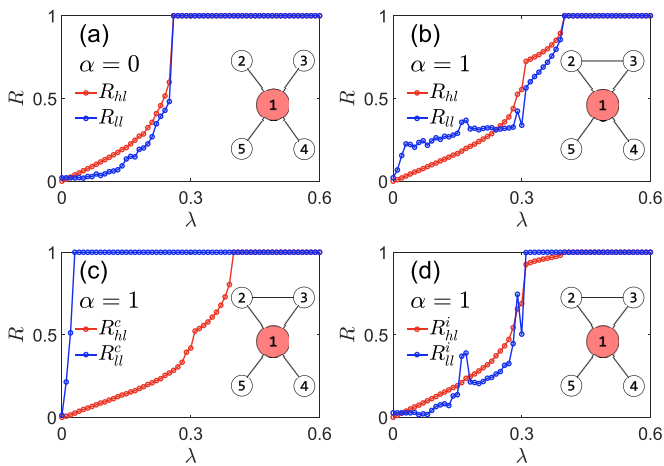 (a)
α = 0
R_hl
R_ll
1
0.5
0
R
0
0.3
0.6
λ
2
3
1
5
4
(b)
α = 1
R_hl
R_ll
1
0.5
0
R
0
0.3
0.6
λ
2
3
1
5
4
(c)
α = 1
R^c_hl
R^c_ll
1
0.5
0
R
0
0.3
0.6
λ
2
3
1
5
4
(d)
α = 1
R^i_hl
R^i_ll
1
0.5
0
R
0
0.3
0.6
λ
2
3
1
5
4